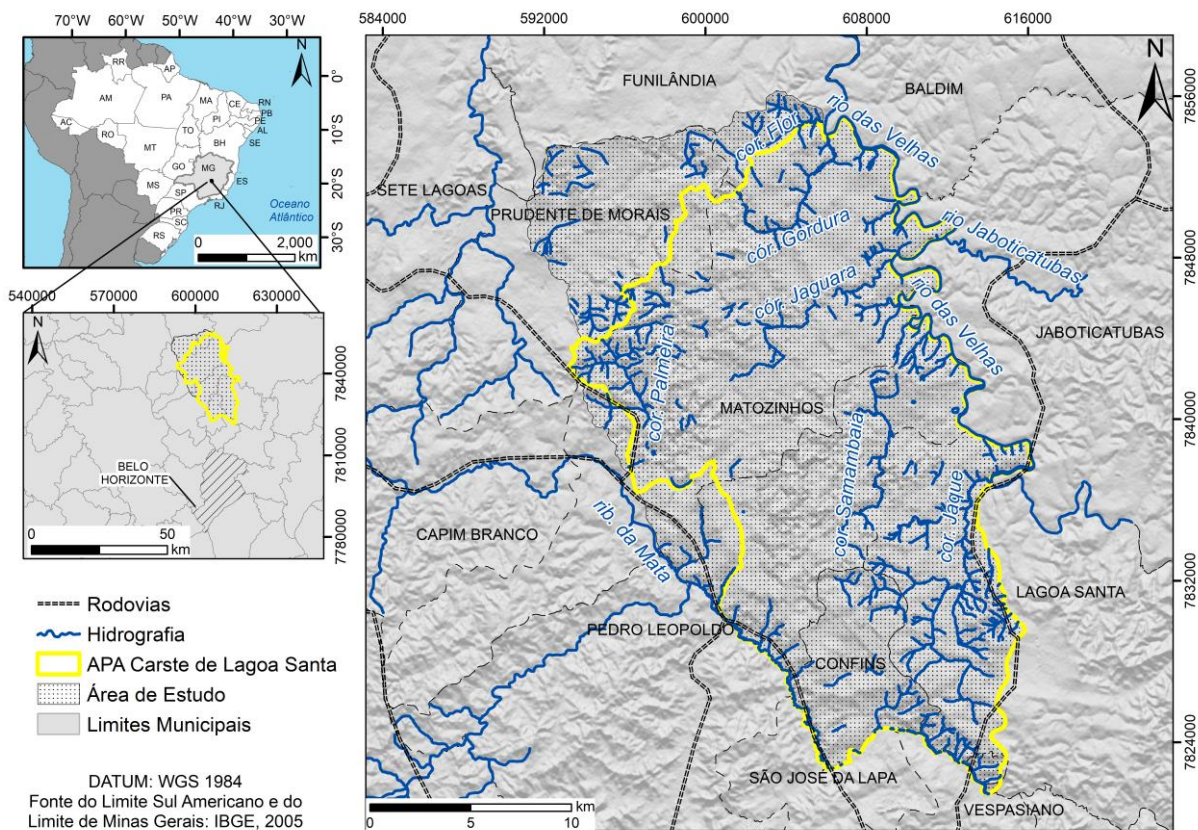 70°W
60°W
50°W
40°W
30°W
N
0°
10°S
20°S
30°S
RR
AP
AM
PA
MA
CE
RN
PB
PE
AL
SE
PI
AC
RO
TO
MT
BH
GO
MG
MS
ES
SP
RJ
PR
SC
RS
Oceano
Atlântico
0 2,000
km
540000 570000 600000 630000
N
7840000
7810000
7780000
BELO
HORIZONTE
0 50
km
Rodovias
Hidrografia
APA Carste de Lagoa Santa
Área de Estudo
Limites Municipais
DATUM: WGS 1984
Fonte do Limite Sul Americano e do
Limite de Minas Gerais: IBGE, 2005
584000 592000 600000 608000 616000
N
7856000
7848000
7840000
7832000
7824000
FUNILÂNDIA
BALDIM
rio das Velhas
cór. Flor
SETE LAGOAS
PRUDENTE DE MORAIS
cór. Gordura
rio Jaboticatubas
cór. Jaguara
rio das Velhas
JABOTICATUBAS
cór. Palmeira
MATOZINHOS
cór. Samambaia
cór. Jaque
CAPIM BRANCO
rib. da Mata
LAGOA SANTA
PEDRO LEOPOLDO
CONFINS
SÃO JOSÉ DA LAPA
VESPASIANO
km
0 5 10